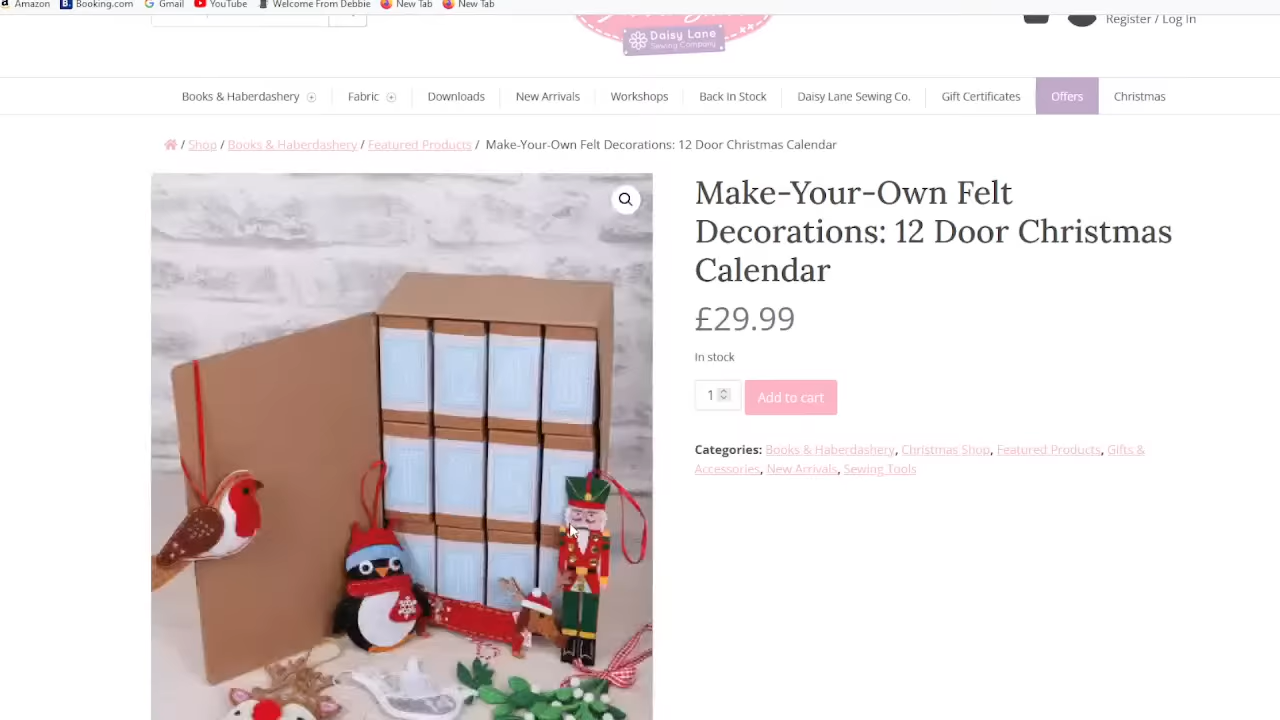 Amazon Booking.com Gmail YouTube Welcome From Debbie New Tab New Tab
Register / Log In
Daisy Lane
Sewing Company
Books & Haberdashery Fabric Downloads New Arrivals Workshops Back In Stock Daisy Lane Sewing Co. Gift Certificates Offers Christmas
/ Shop / Books & Haberdashery / Featured Products / Make-Your-Own Felt Decorations: 12 Door Christmas Calendar
Make-Your-Own Felt
Decorations: 12 Door Christmas
Calendar
£29.99
In stock
1 Add to cart
Categories: Books & Haberdashery, Christmas Shop, Featured Products, Gifts &
Accessories, New Arrivals, Sewing Tools